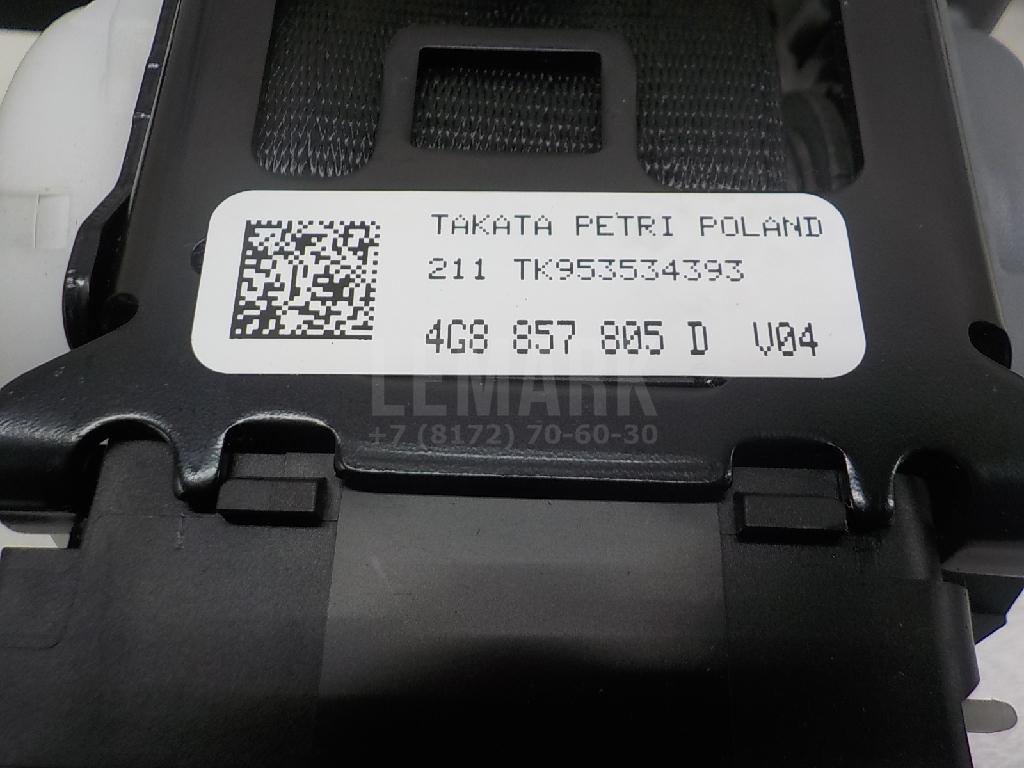 TAKATA PETRI POLAND
211 TK953534393
4G8 857 805 D V04
LEMARK
+7 (8172) 70-60-30